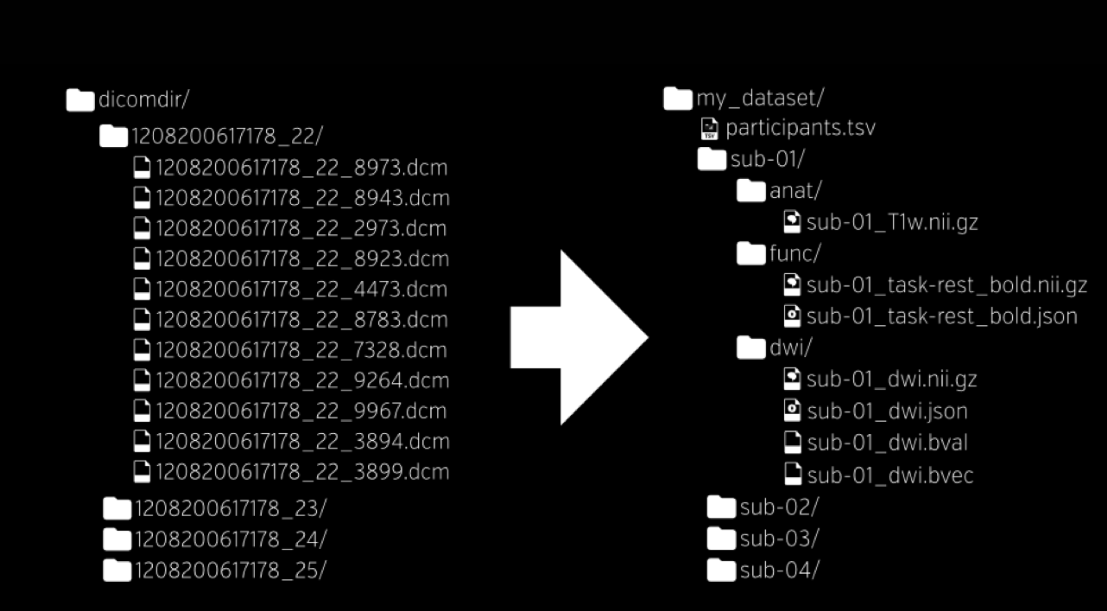 dicomdir/
1208200617178_22/
1208200617178_22_8973.dcm
1208200617178_22_8943.dcm
1208200617178_22_2973.dcm
1208200617178_22_8923.dcm
1208200617178_22_4473.dcm
1208200617178_22_8783.dcm
1208200617178_22_7328.dcm
1208200617178_22_9264.dcm
1208200617178_22_9967.dcm
1208200617178_22_3894.dcm
1208200617178_22_3899.dcm
1208200617178_23/
1208200617178_24/
1208200617178_25/
my_dataset/
TSV participants.tsv
sub-01/
anat/
sub-01_T1w.nii.gz
func/
sub-01_task-rest_bold.nii.gz
sub-01_task-rest_bold.json
dwi/
sub-01_dwi.nii.gz
sub-01_dwi.json
sub-01_dwi.bval
sub-01_dwi.bvec
sub-02/
sub-03/
sub-04/